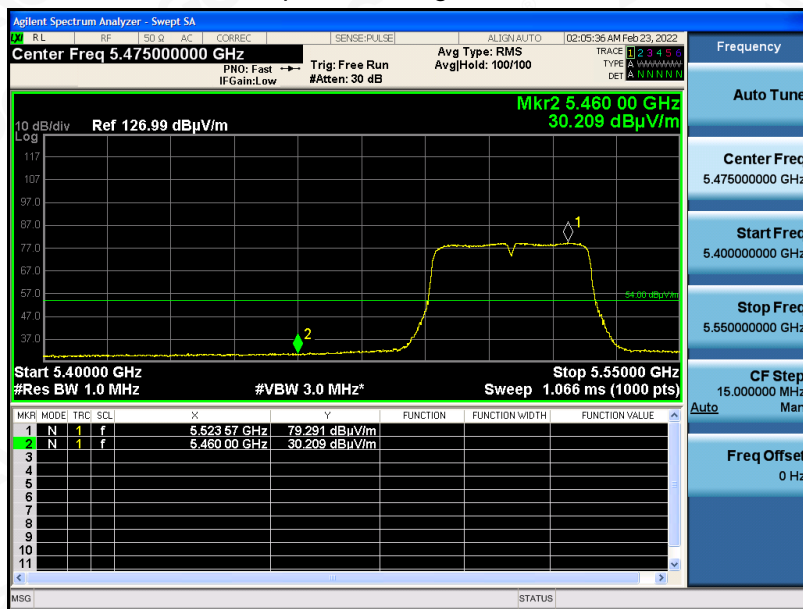 Agilent Spectrum Analyzer - Swept SA
LXI RL RF 50 Ω AC CORREC SENSE:PULSE ALIGN AUTO 02:05:36 AM Feb 23, 2022
Center Freq 5.475000000 GHz
PNO: Fast
IFGain:Low
Trig: Free Run
#Atten: 30 dB
Avg Type: RMS
Avg|Hold: 100/100
TRACE 1 2 3 4 5 6
TYPE A WWWWW
DET A N N N N N
Mkr2 5.460 00 GHz
30.209 dBµV/m
10 dB/div Ref 126.99 dBµV/m
Log
117
107
97.0
87.0
77.0
67.0
57.0
47.0
37.0
1
2
54.00 dBµV/m
Start 5.40000 GHz Stop 5.55000 GHz
#Res BW 1.0 MHz #VBW 3.0 MHz* Sweep 1.066 ms (1000 pts)
MKR MODE TRC SCL X Y FUNCTION FUNCTION WIDTH FUNCTION VALUE
1 N 1 f 5.523 57 GHz 79.291 dBµV/m
2 N 1 f 5.460 00 GHz 30.209 dBµV/m
3
4
5
6
7
8
9
10
11
MSG STATUS
Frequency
Auto Tune
Center Freq
5.475000000 GHz
Start Freq
5.400000000 GHz
Stop Freq
5.550000000 GHz
CF Step
15.000000 MHz
Auto Man
Freq Offset
0 Hz